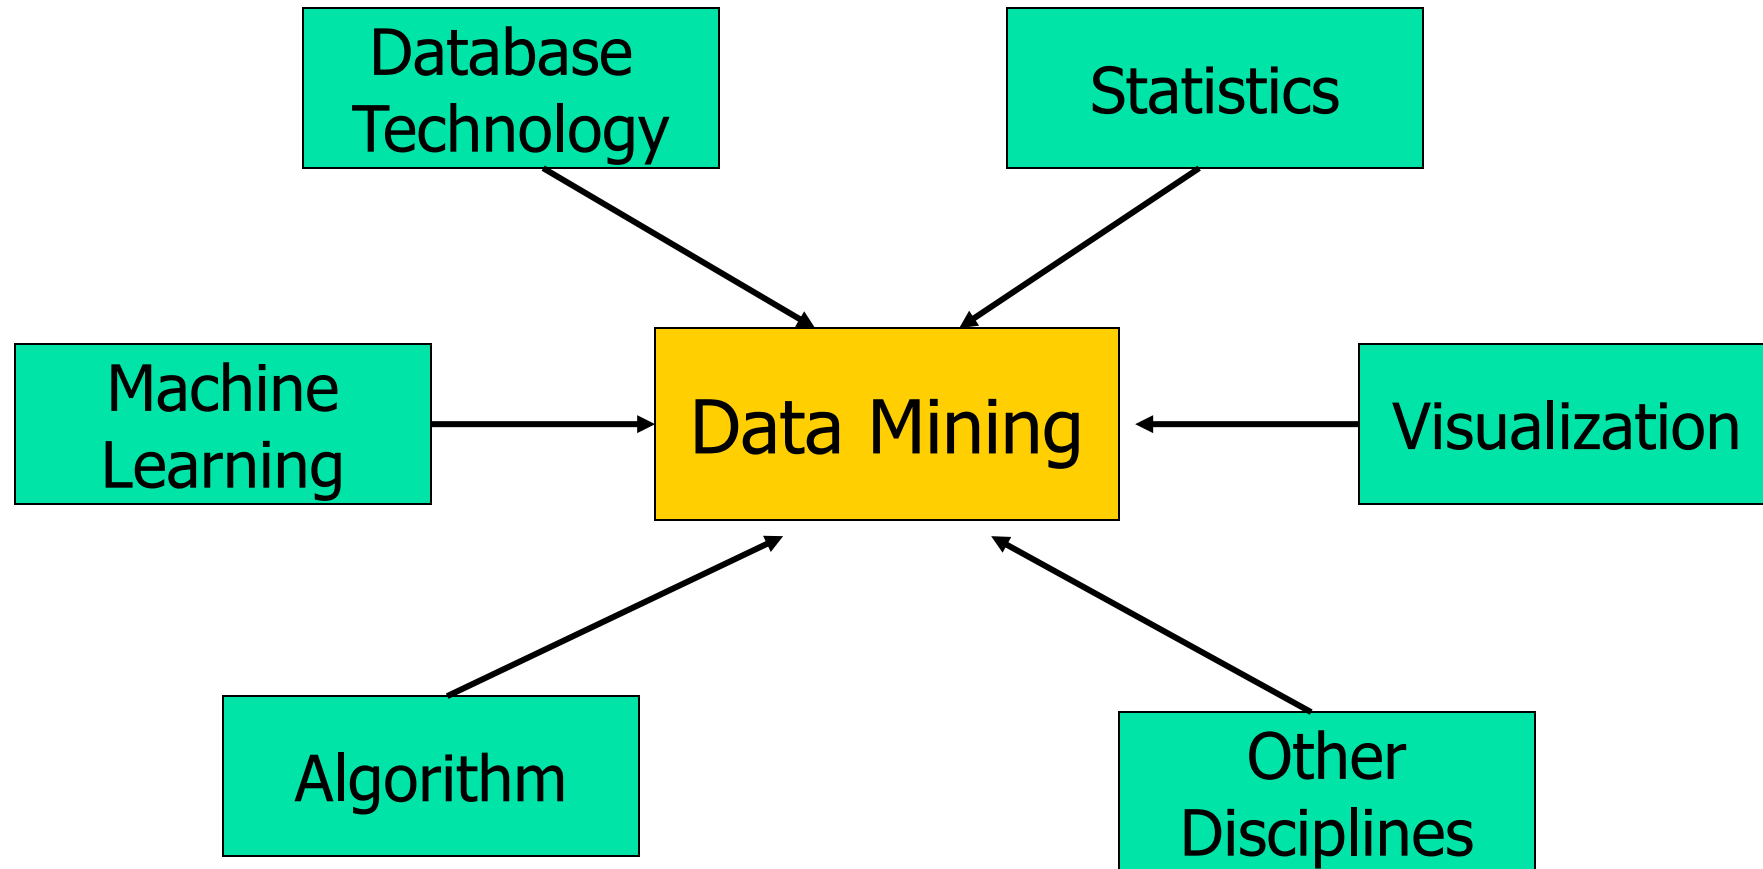 Database
Technology
Statistics
Machine
Learning
Data Mining
Visualization
Algorithm
Other
Disciplines